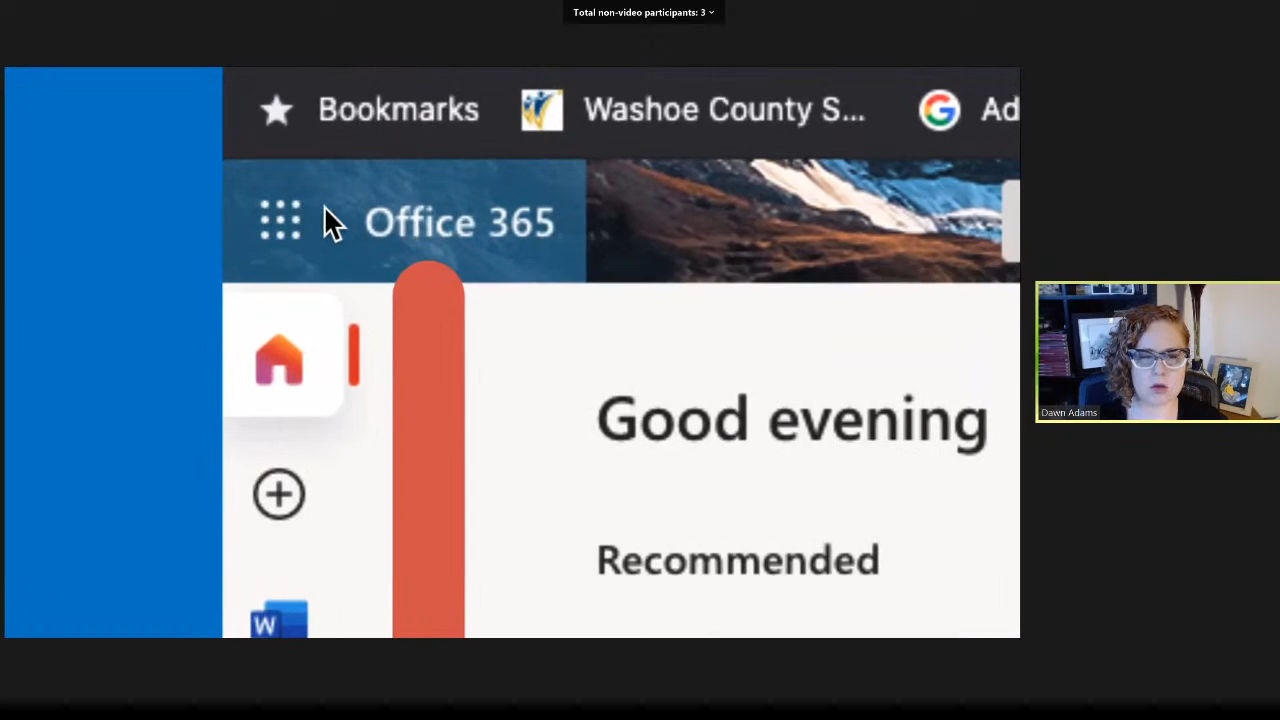 Total non-video participants: 3
Bookmarks Washoe County S... Ad
Office 365
Good evening
Recommended
W
Dawn Adams